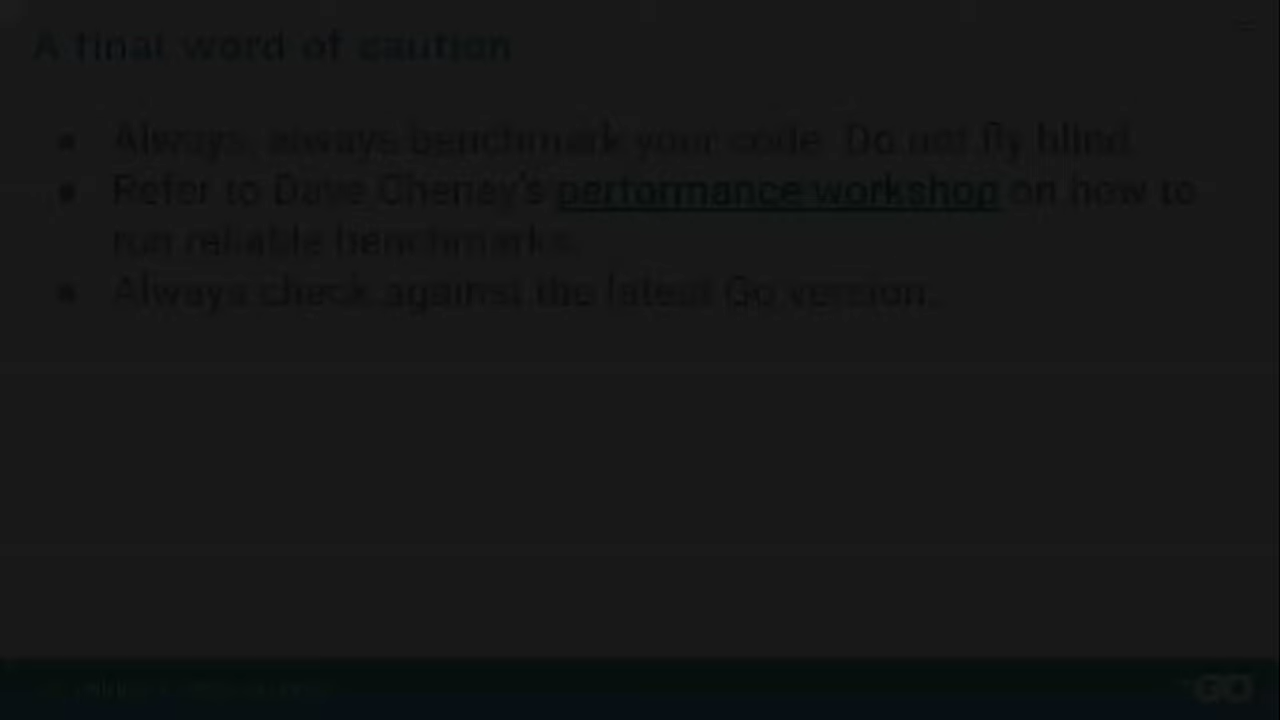 A final word of caution
• Always, always benchmark your code. Do not fly blind.
• Refer to Dave Cheney's performance workshop on how to
run reliable benchmarks.
• Always check against the latest Go version.
GO